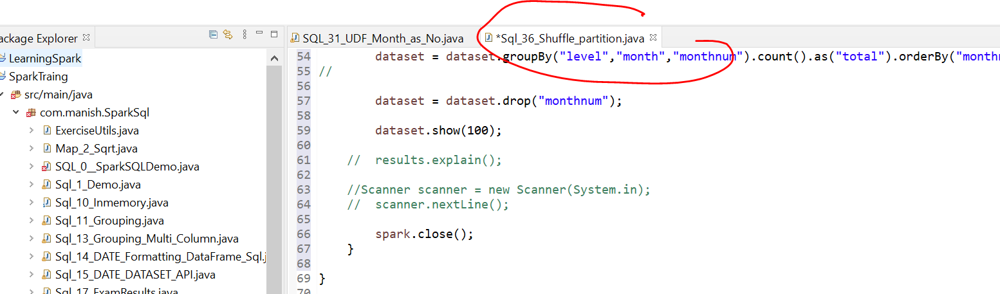 ackage Explorer
LearningSpark
SparkTraing
src/main/java
com.manish.SparkSql
ExerciseUtils.java
Map_2_Sqrt.java
SQL_0__SparkSQLDemo.java
Sql_1_Demo.java
Sql_10_Inmemory.java
Sql_11_Grouping.java
Sql_13_Grouping_Multi_Column.java
Sql_14_DATE_Formatting_DataFrame_Sql.j
Sql_15_DATE_DATASET_API.java
Sql_17_ExamResults.java
SQL_31_UDF_Month_as_No.java *Sql_36_Shuffle_partition.java
54 dataset = dataset.groupBy("level","month","monthnum").count().as("total").orderBy("monthn
55 //
56
57 dataset = dataset.drop("monthnum");
58
59 dataset.show(100);
60
61 // results.explain();
62
63 //Scanner scanner = new Scanner(System.in);
64 // scanner.nextLine();
65
66 spark.close();
67 }
68
69 }
70